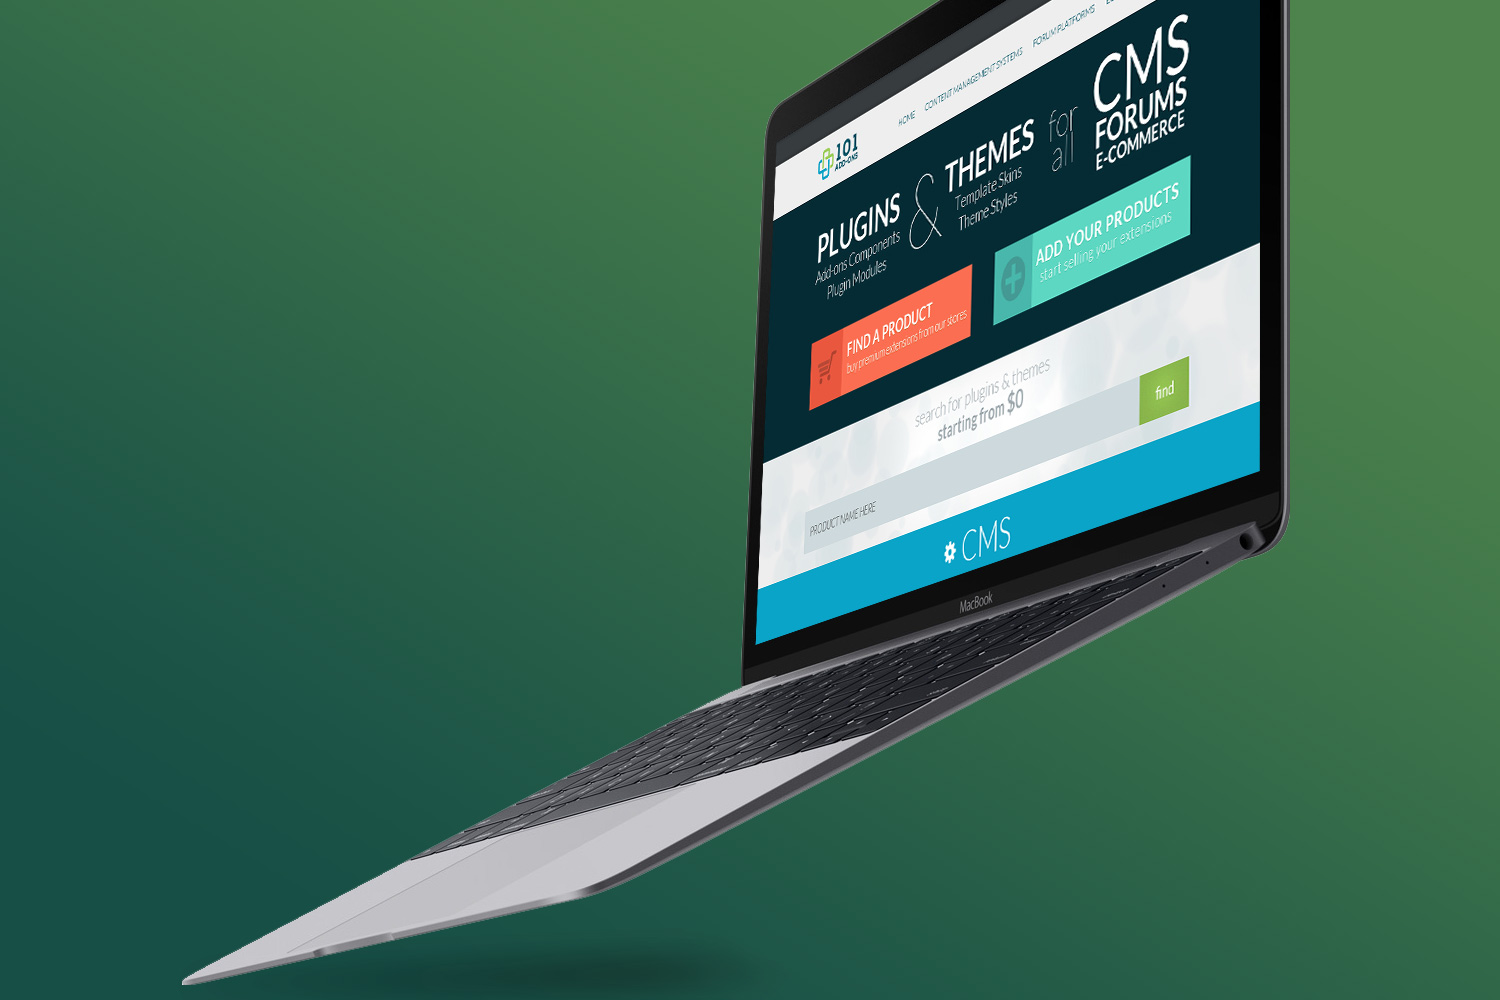 101
ADD-ONS
HOME CONTENT MANAGEMENT SYSTEMS FORUM PLATFORMS
PLUGINS
Add-ons Components
Plugin Modules
&
THEMES
Template Skins
Theme Styles
for
all
CMS
FORUMS
E-COMMERCE
FIND A PRODUCT
buy premium extensions from our stores
ADD YOUR PRODUCTS
start selling your extensions
search for plugins & themes
starting from $0
PRODUCT NAME HERE
find
CMS
MacBook